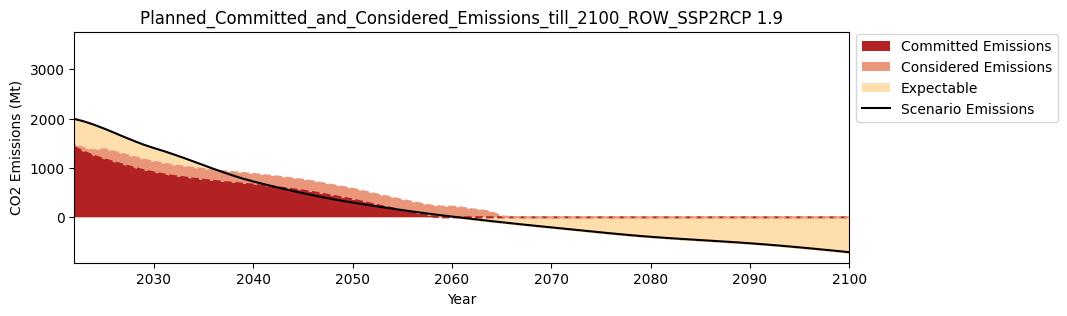 Planned_Committed_and_Considered_Emissions_till_2100_ROW_SSP2RCP 1.9
Committed Emissions
Considered Emissions
Expectable
Scenario Emissions
CO2 Emissions (Mt)
3000
2000
1000
0
2030 2040 2050 2060 2070 2080 2090 2100
Year